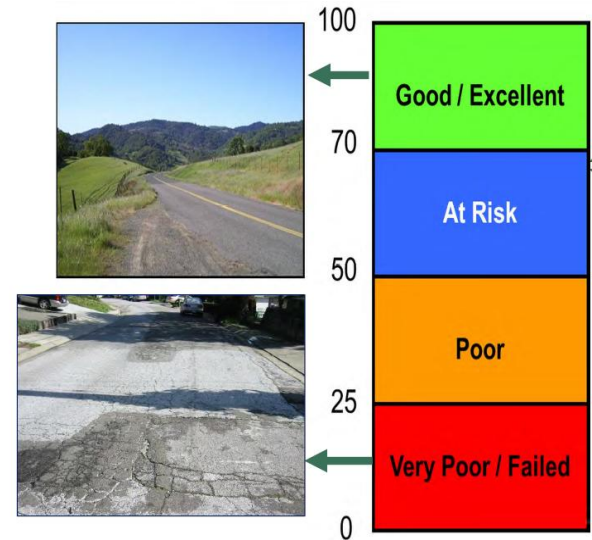 100
Good / Excellent
70
At Risk
50
Poor
25
Very Poor / Failed
0